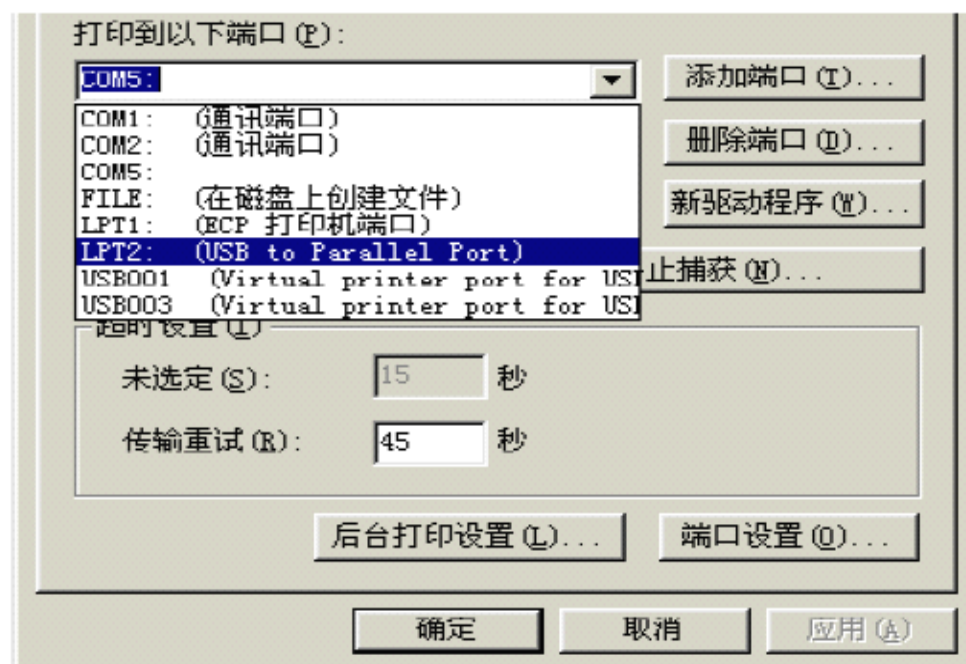 打印到以下端口(P):
COM5:
添加端口(T)...
COM1: (通讯端口)
COM2: (通讯端口)
COM5:
FILE: (在磁盘上创建文件)
LPT1: (ECP 打印机端口)
LPT2: (USB to Parallel Port)
USB001 (Virtual printer port for
USB003 (Virtual printer port for
删除端口(D)...
新驱动程序(W)...
止捕获(N)...
超时设置(I)
未选定(S): 15 秒
传输重试(R): 45 秒
后台打印设置(L)...
端口设置(O)...
确定
取消
应用(A)